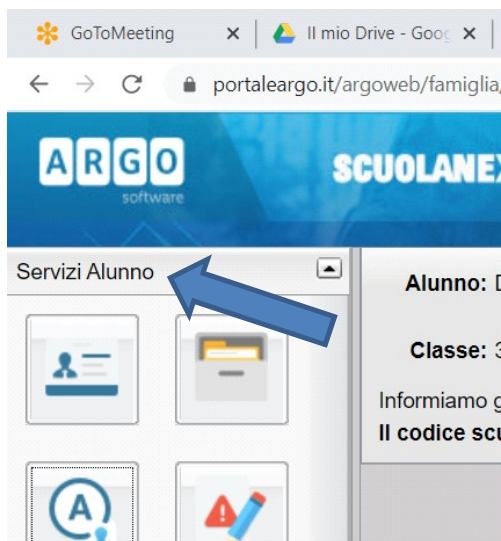 GoToMeeting
Il mio Drive - Goog
portaleargo.it/argoweb/famiglia
ARGO
software
SCUOLANE
Servizi Alunno
Alunno:
Classe: 3
Informiamo g
Il codice scu
A